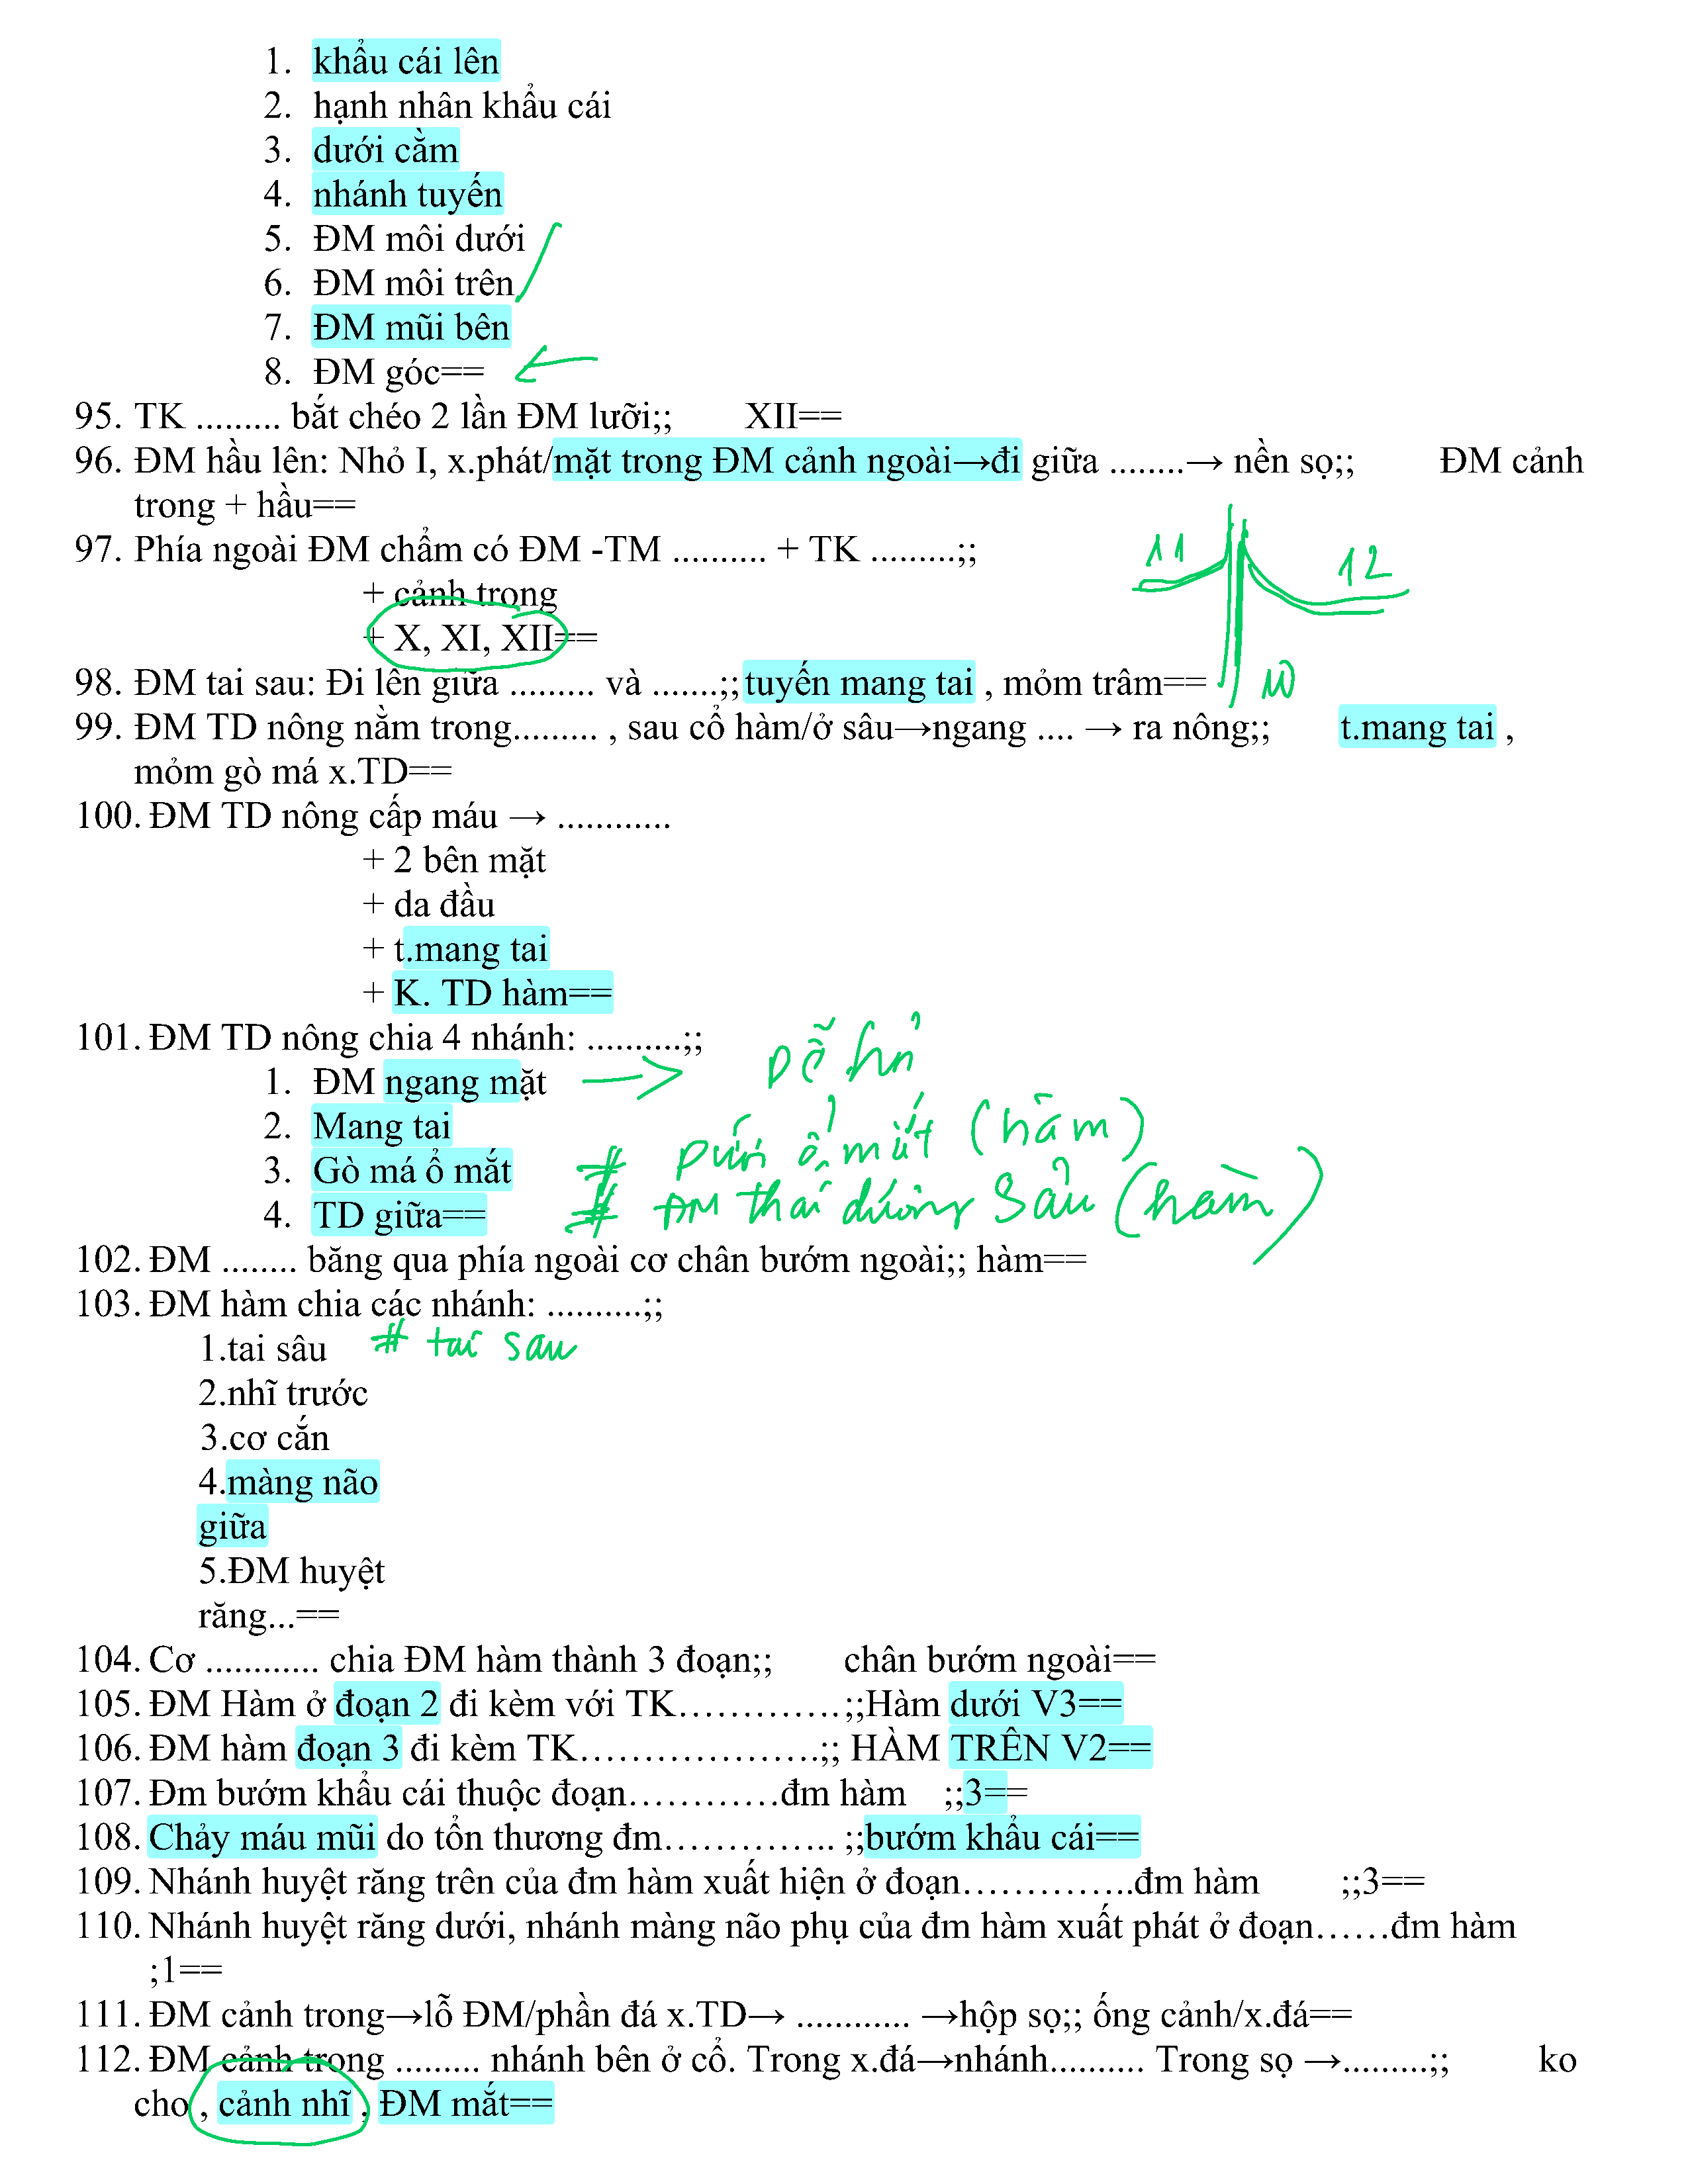 1. khẩu cái lên
2. hạnh nhân khẩu cái
3. dưới cằm
4. nhánh tuyến
5. ĐM môi dưới
6. ĐM môi trên
7. ĐM mũi bên
8. ĐM góc==
95. TK ......... bắt chéo 2 lần ĐM lưỡi;; XII==
96. ĐM hầu lên: Nhỏ I, x.phát/mặt trong ĐM cảnh ngoài→đi giữa ........→ nền sọ;; ĐM cảnh
trong + hầu==
97. Phía ngoài ĐM chẩm có ĐM -TM .......... + TK .........;;
11 12
+ cảnh trong
+ X, XI, XII==
98. ĐM tai sau: Đi lên giữa ......... và .......;; tuyến mang tai , mỏm trâm==
10
99. ĐM TD nông nằm trong......... , sau cổ hàm/ở sâu→ngang .... → ra nông;; t.mang tai ,
mỏm gò má x.TD==
100. ĐM TD nông cấp máu → ............
+ 2 bên mặt
+ da đầu
+ t.mang tai
+ K. TD hàm==
101. ĐM TD nông chia 4 nhánh: ..........;;
1. ĐM ngang mặt → Dễ
2. Mang tai
3. Gò má ổ mắt # Dưới ổ mắt (hàm)
4. TD giữa== # ĐM thái dương Sâu (hàm)
102. ĐM ........ băng qua phía ngoài cơ chân bướm ngoài;; hàm==
103. ĐM hàm chia các nhánh: ..........;;
1.tai sâu # tai sau
2.nhĩ trước
3.cơ cắn
4.màng não
giữa
5.ĐM huyệt
răng...==
104. Cơ ............ chia ĐM hàm thành 3 đoạn;; chân bướm ngoài==
105. ĐM Hàm ở đoạn 2 đi kèm với TK………….;;Hàm dưới V3==
106. ĐM hàm đoạn 3 đi kèm TK……………….;; HÀM TRÊN V2==
107. Đm bướm khẩu cái thuộc đoạn…………đm hàm ;;3==
108. Chảy máu mũi do tổn thương đm………….. ;;bướm khẩu cái==
109. Nhánh huyệt răng trên của đm hàm xuất hiện ở đoạn…………..đm hàm ;;3==
110. Nhánh huyệt răng dưới, nhánh màng não phụ của đm hàm xuất phát ở đoạn……đm hàm
;1==
111. ĐM cảnh trong→lỗ ĐM/phần đá x.TD→ ............ →hộp sọ;; ống cảnh/x.đá==
112. ĐM cảnh trong ......... nhánh bên ở cổ. Trong x.đá→nhánh.......... Trong sọ →.........;; ko
cho , cảnh nhĩ , ĐM mắt==